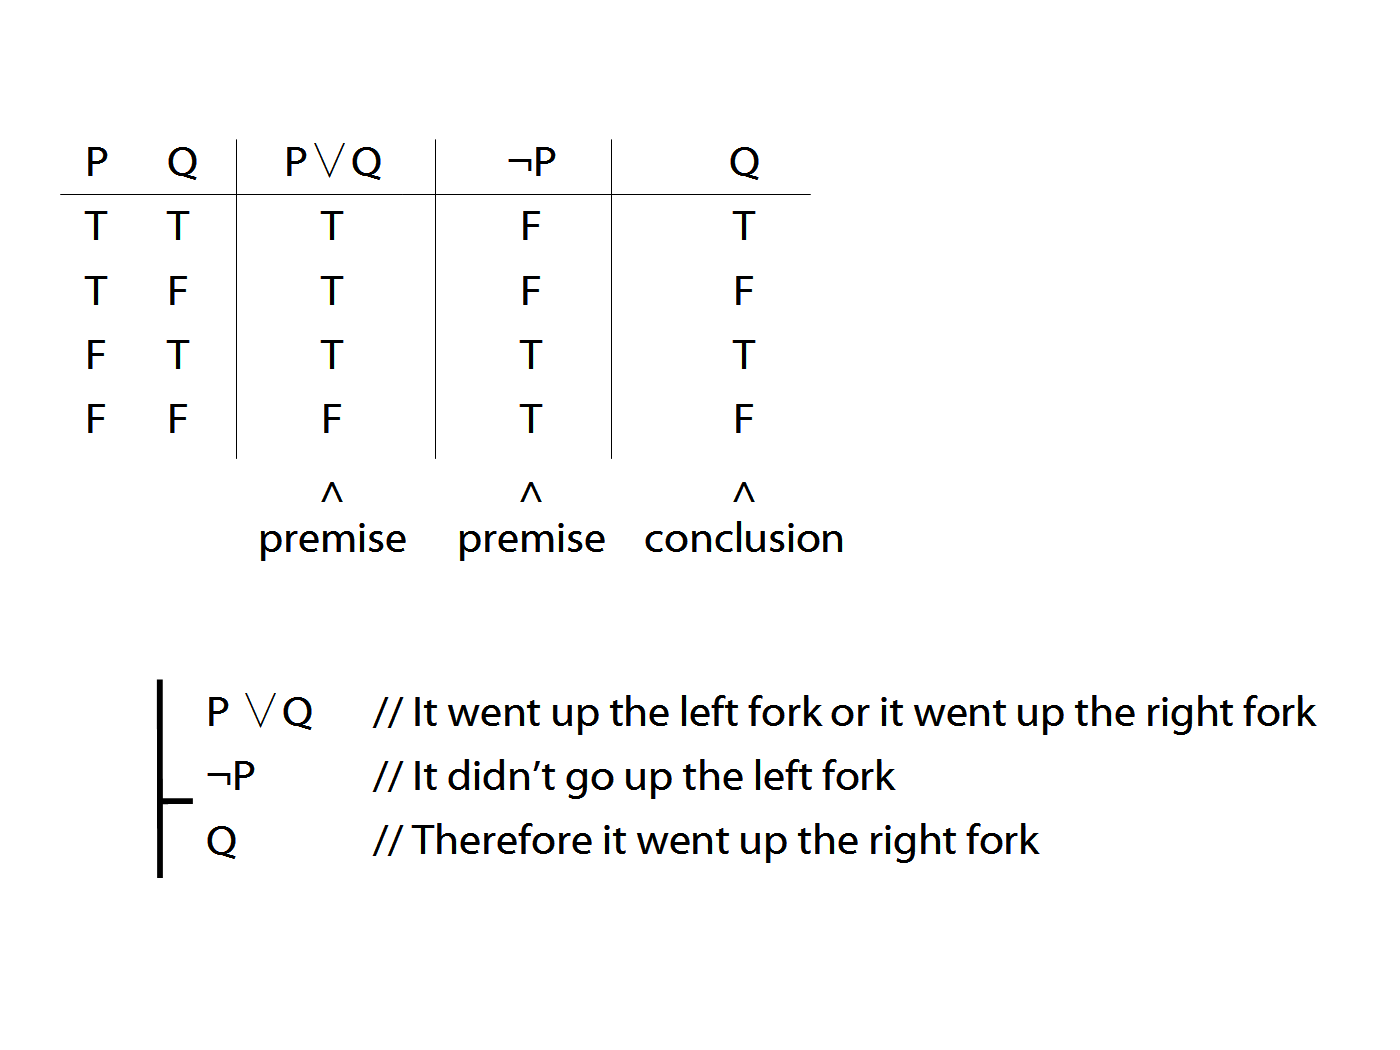 P Q P∨Q ¬P Q
T T T F T
T F T F F
F T T T T
F F F T F
^ ^ ^
premise premise conclusion
P ∨Q // It went up the left fork or it went up the right fork
¬P // It didn’t go up the left fork
Q // Therefore it went up the right fork